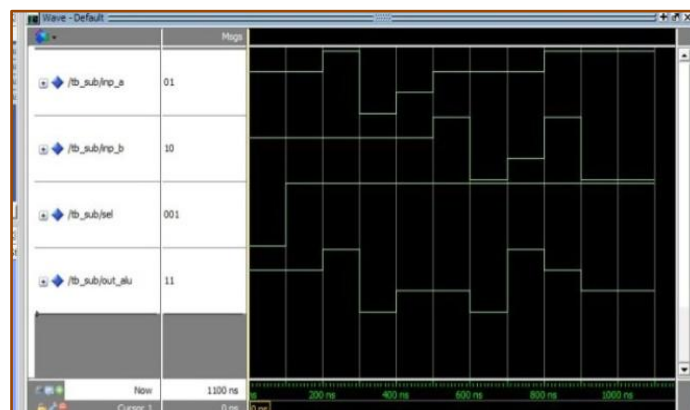 Wave - Default
Msgs
/tb_sub/inp_a 01
/tb_sub/inp_b 10
/tb_sub/sel 001
/tb_sub/out_alu 11
Now 1100 ns 200 ns 400 ns 600 ns 800 ns 1000 ns
Cursor 1 0 ns 0 ns